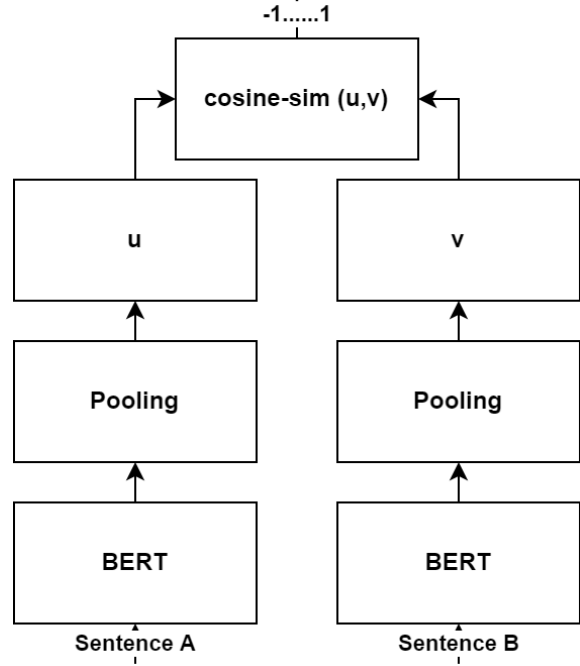 -1......1
cosine-sim (u,v)
u
v
Pooling
Pooling
BERT
BERT
Sentence A
Sentence B